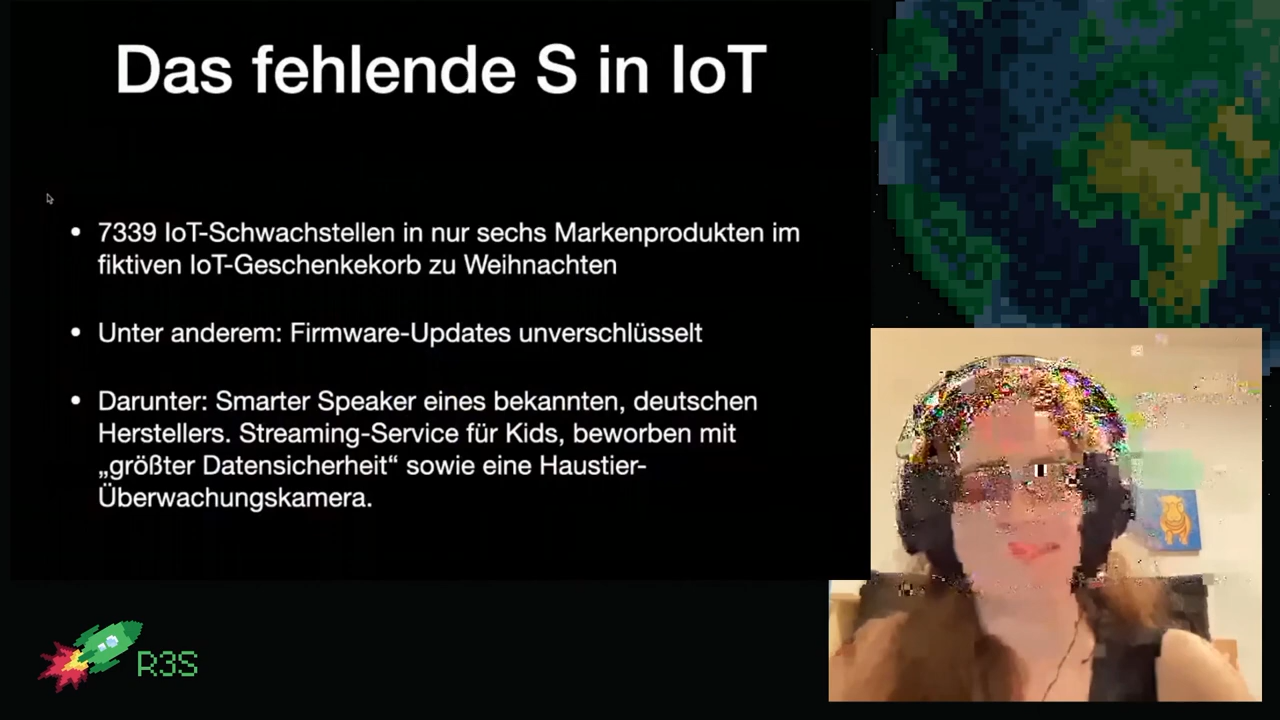 Das fehlende S in IoT
• 7339 IoT-Schwachstellen in nur sechs Markenprodukten im
fiktiven IoT-Geschenkekorb zu Weihnachten
• Unter anderem: Firmware-Updates unverschlüsselt
• Darunter: Smarter Speaker eines bekannten, deutschen
Herstellers. Streaming-Service für Kids, beworben mit
„größter Datensicherheit“ sowie eine Haustier-
Überwachungskamera.
R3S